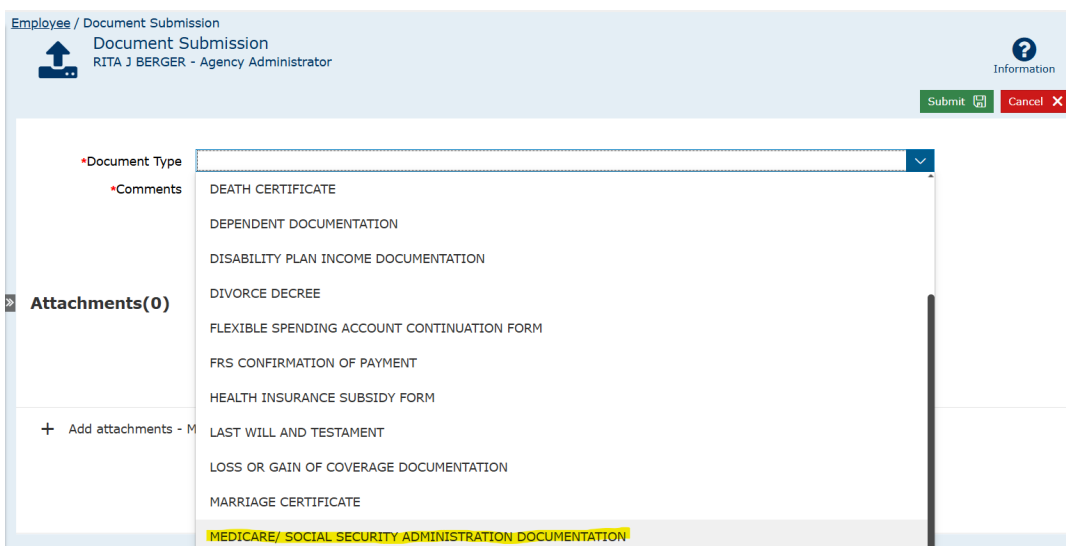 Employee / Document Submission
Document Submission
RITA J BERGER - Agency Administrator
Information
Submit
Cancel
*Document Type
*Comments
DEATH CERTIFICATE
DEPENDENT DOCUMENTATION
DISABILITY PLAN INCOME DOCUMENTATION
DIVORCE DECREE
Attachments(0)
FLEXIBLE SPENDING ACCOUNT CONTINUATION FORM
FRS CONFIRMATION OF PAYMENT
HEALTH INSURANCE SUBSIDY FORM
+ Add attachments - M
LAST WILL AND TESTAMENT
LOSS OR GAIN OF COVERAGE DOCUMENTATION
MARRIAGE CERTIFICATE
MEDICARE/ SOCIAL SECURITY ADMINISTRATION DOCUMENTATION